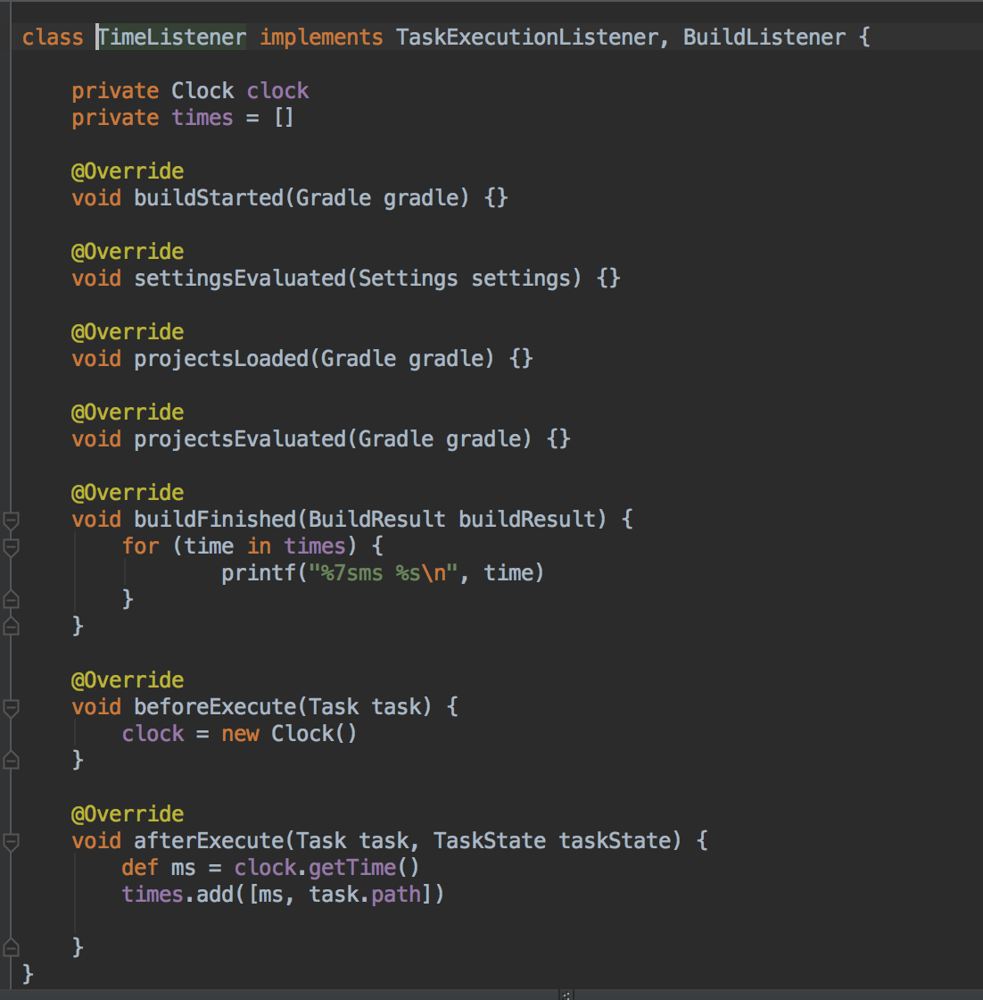 class TimeListener implements TaskExecutionListener, BuildListener {
private Clock clock
private times = []
@Override
void buildStarted(Gradle gradle) {}
@Override
void settingsEvaluated(Settings settings) {}
@Override
void projectsLoaded(Gradle gradle) {}
@Override
void projectsEvaluated(Gradle gradle) {}
@Override
void buildFinished(BuildResult buildResult) {
for (time in times) {
printf("%7sms %s\n", time)
}
}
@Override
void beforeExecute(Task task) {
clock = new Clock()
}
@Override
void afterExecute(Task task, TaskState taskState) {
def ms = clock.getTime()
times.add([ms, task.path])
}
}